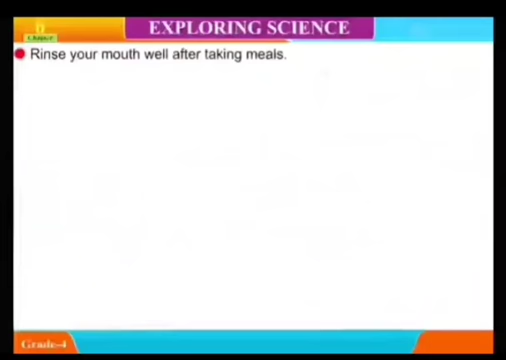 EXPLORING SCIENCE
Rinse your mouth well after taking meals.
Grade-4